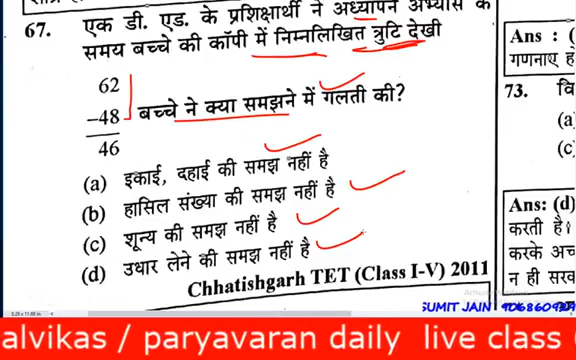 67. एक डी. एड. के प्रशिक्षार्थी ने अध्यापन अभ्यास के
समय बच्चे की कॉपी में निम्नलिखित त्रुटि देखी
62
–48 बच्चे ने क्या समझने में गलती की?
46
(a) इकाई, दहाई की समझ नहीं है
(b) हासिल संख्या की समझ नहीं है
(c) शून्य की समझ नहीं है
(d) उधार लेने की समझ नहीं है
Chhatishgarh TET (Class I-V) 2011
Ans: (
गणनाए ह
73. वि
(a)
(c)
Ans: (d)
करती है।
करके अच
न ही सरव
SUMIT JAIN
alvikas / paryavaran daily live class